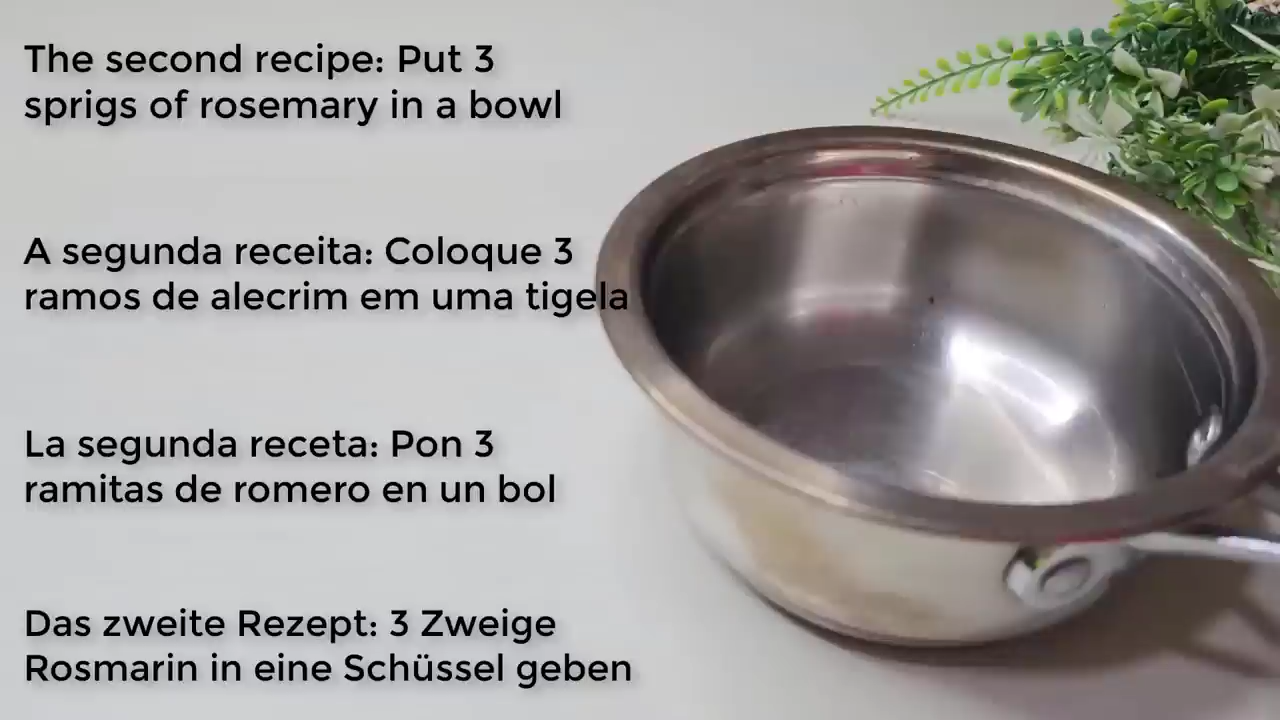 The second recipe: Put 3
sprigs of rosemary in a bowl
A segunda receita: Coloque 3
ramos de alecrim em uma tigela
La segunda receta: Pon 3
ramitas de romero en un bol
Das zweite Rezept: 3 Zweige
Rosmarin in eine Schüssel geben